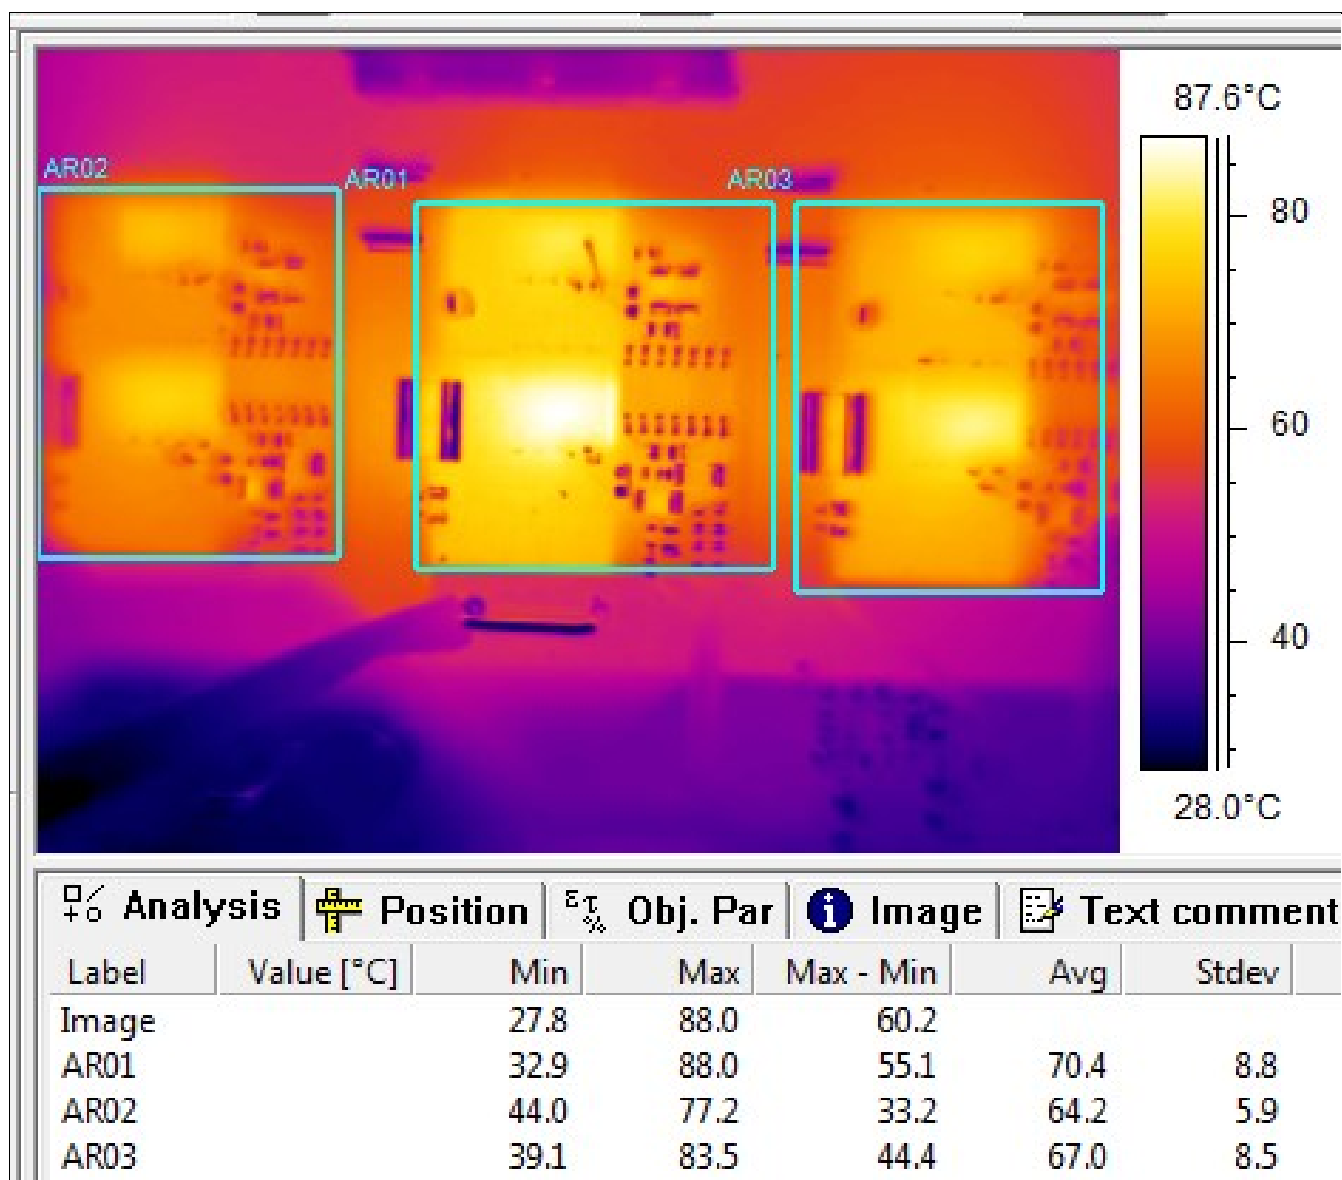 87.6°C
AR02
AR01
AR03
80
60
40
28.0°C
Analysis Position Obj. Par Image Text comment
Label Value [°C] Min Max Max - Min Avg Stdev
Image 27.8 88.0 60.2
AR01 32.9 88.0 55.1 70.4 8.8
AR02 44.0 77.2 33.2 64.2 5.9
AR03 39.1 83.5 44.4 67.0 8.5